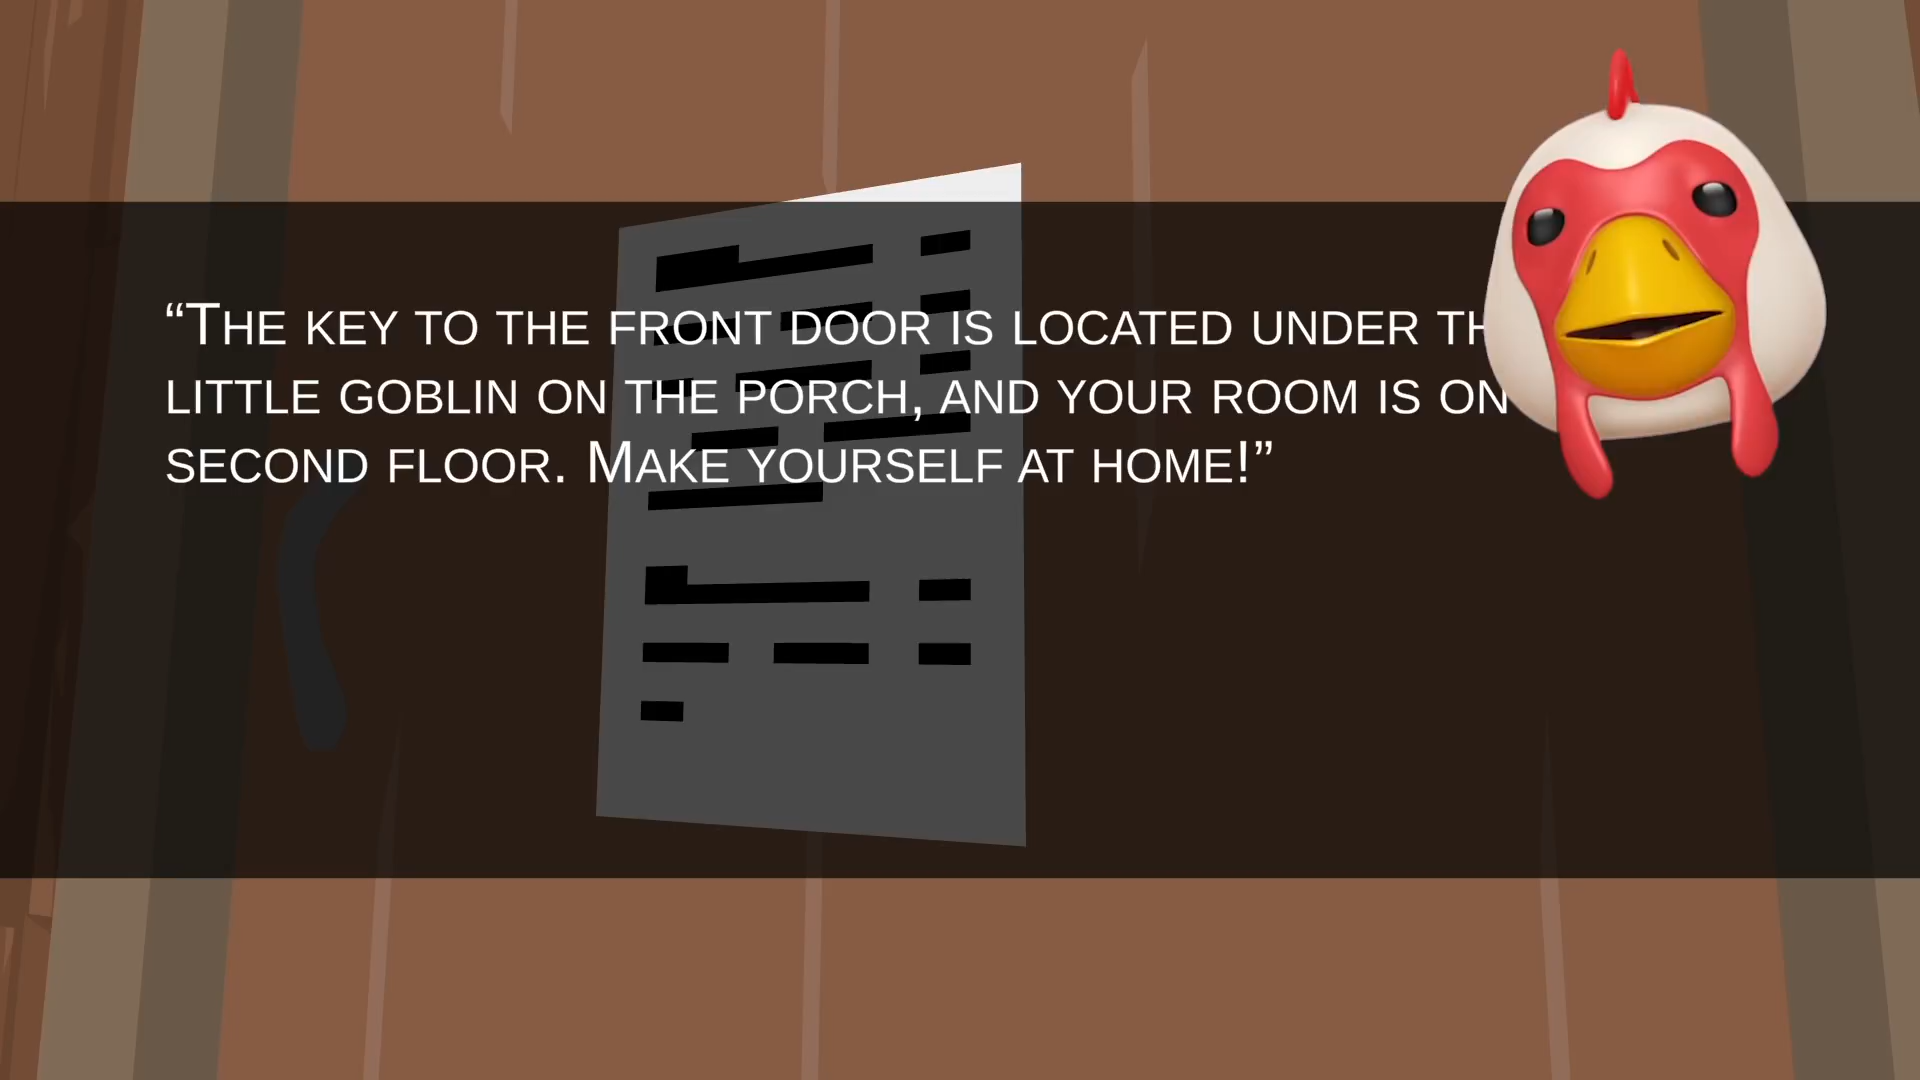 “The key to the front door is located under
little goblin on the porch, and your room is on
second floor. Make yourself at home!”